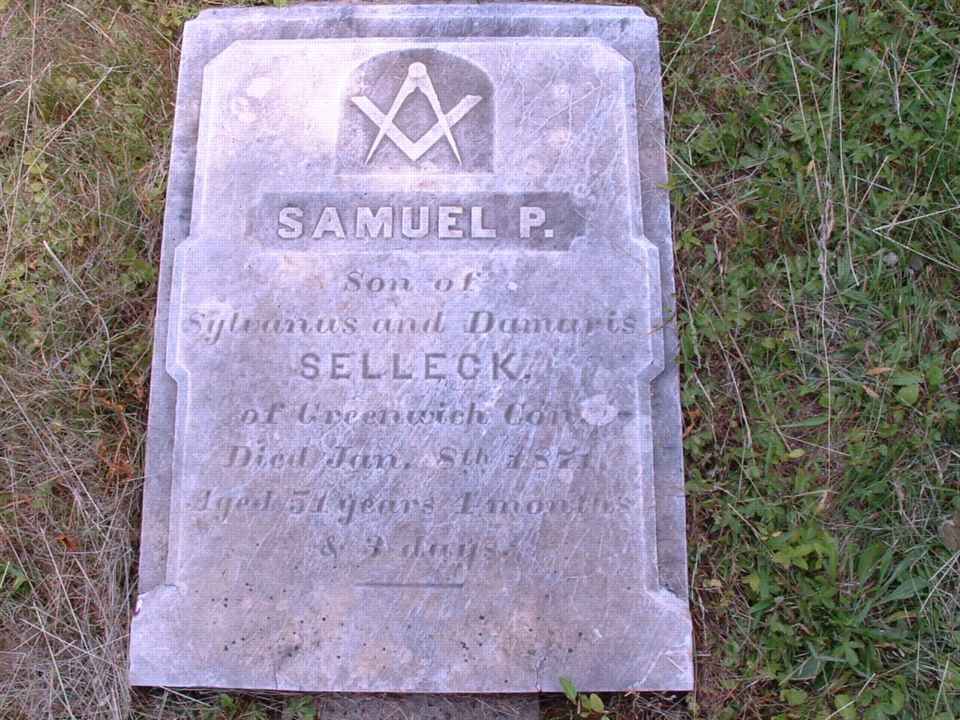 SAMUEL P.
Son of
Sylvanus and Damaris
SELLECK.
of Greenwich Con.
Died Jan. 8th 1871,
Aged 51 years 4 months
& 3 days.